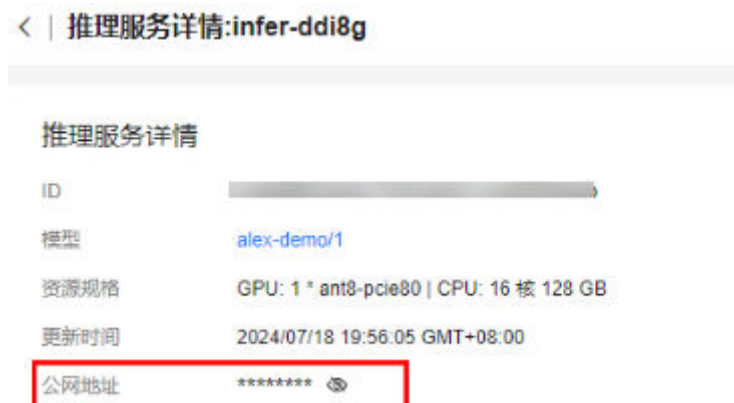 推理服务详情:infer-ddi8g
推理服务详情
ID
模型 alex-demo/1
资源规格 GPU: 1 * ant8-pcie80 | CPU: 16 核 128 GB
更新时间 2024/07/18 19:56:05 GMT+08:00
公网地址 ********